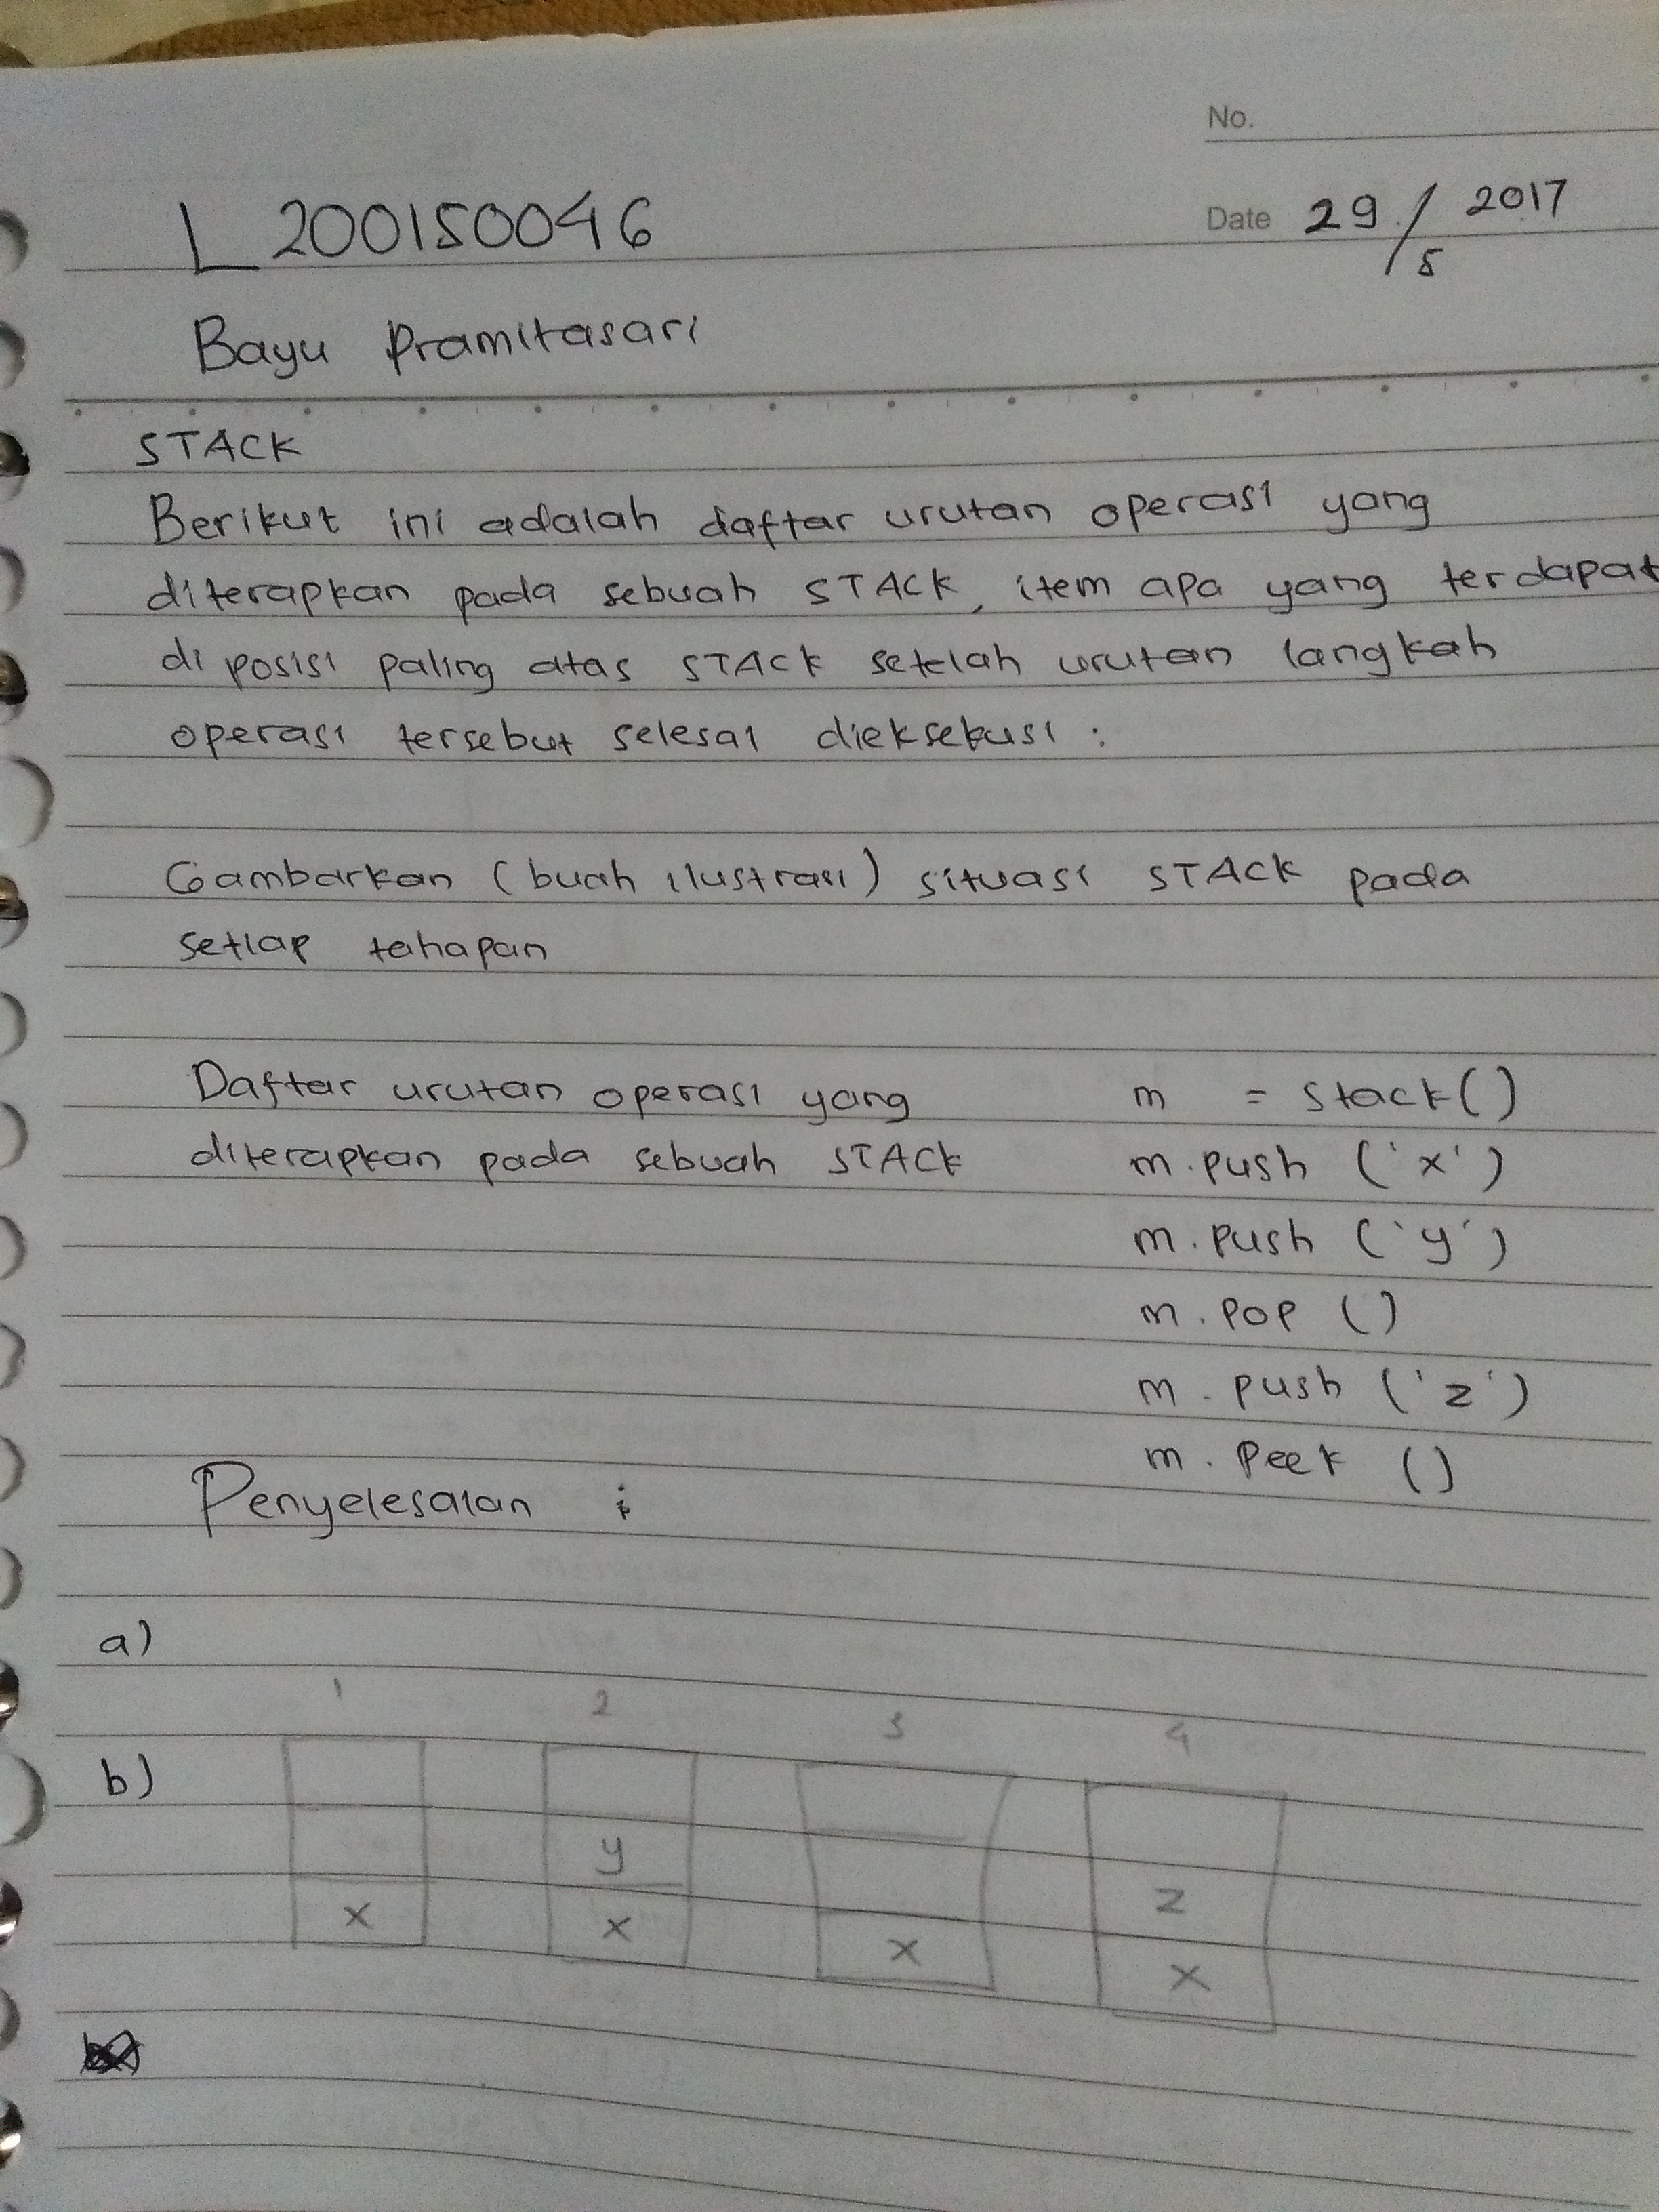 No.
L200150046
Date 29/5 2017
Bayu Pramitasari
STACK
Berikut ini adalah daftar urutan operasi yang
diterapkan pada sebuah STACK, item apa yang terdapat
di posisi paling atas STACK setelah urutan langkah
operasi tersebut selesai dieksekusi :
Gambarkan (buah ilustrasi) situasi STACK pada
setiap tahapan
Daftar urutan operasi yang m = Stack()
diterapkan pada sebuah STACK m.push ('x')
m.push ('y')
m.pop ()
m.push ('z')
m.peek ()
Penyelesaian :
a)
1 2 3 4
b)
y z
x x x x